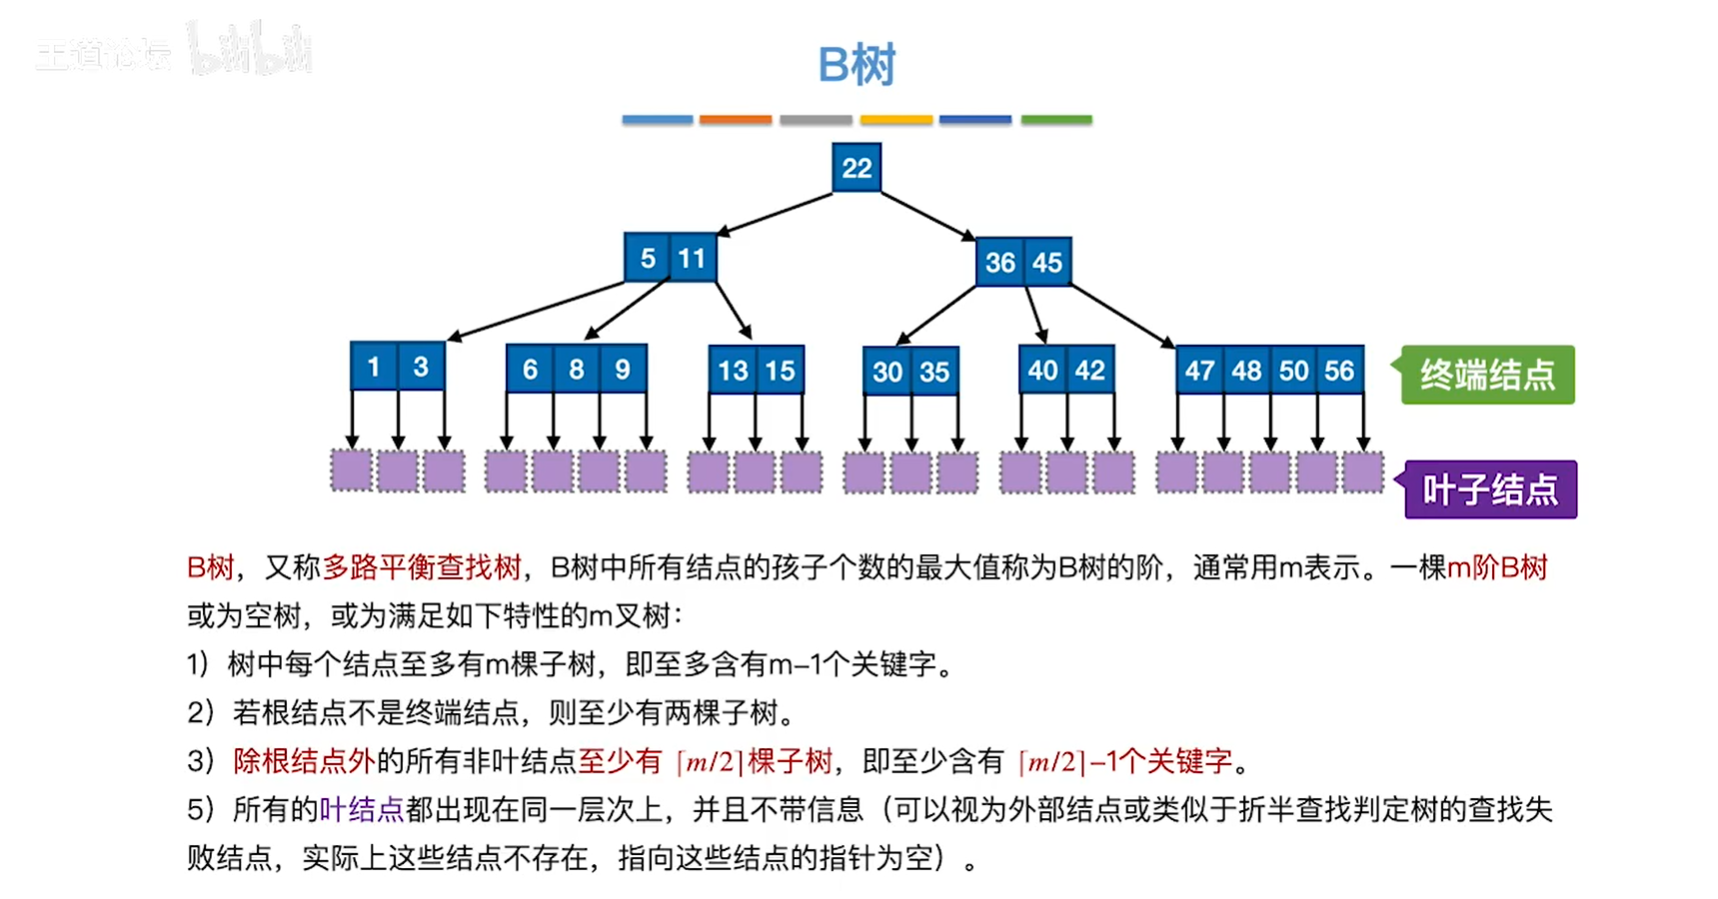 王道论坛 bilibili
B树
22
5 11
36 45
1 3
6 8 9
13 15
30 35
40 42
47 48 50 56
终端结点
叶子结点
B树，又称多路平衡查找树，B树中所有结点的孩子个数的最大值称为B树的阶，通常用m表示。一棵m阶B树
或为空树，或为满足如下特性的m叉树：
1）树中每个结点至多有m棵子树，即至多含有m-1个关键字。
2）若根结点不是终端结点，则至少有两棵子树。
3）除根结点外的所有非叶结点至少有 ⌈m/2⌉棵子树，即至少含有 ⌈m/2⌉-1个关键字。
5）所有的叶结点都出现在同一层次上，并且不带信息（可以视为外部结点或类似于折半查找判定树的查找失
败结点，实际上这些结点不存在，指向这些结点的指针为空）。